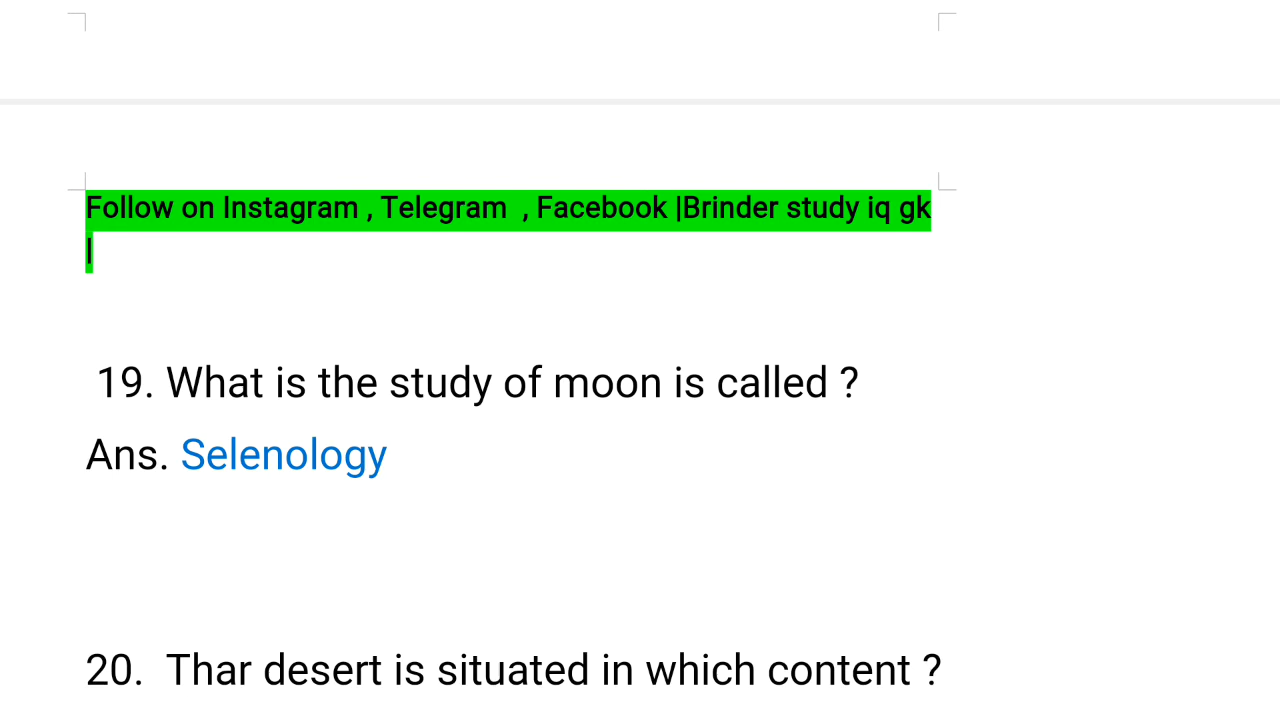 Follow on Instagram , Telegram  , Facebook |Brinder study iq gk
|
19. What is the study of moon is called ?
Ans. Selenology
20.  Thar desert is situated in which content ?